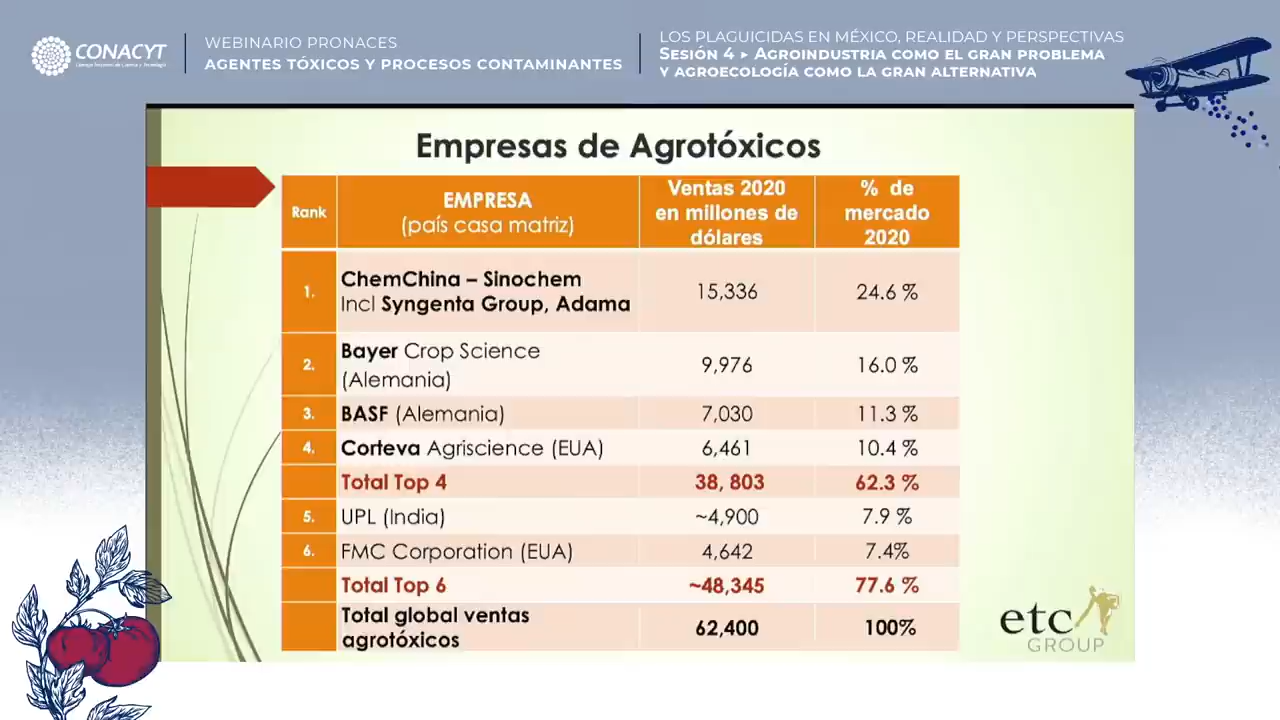 CONACYT
Consejo Nacional de Ciencia y Tecnología
WEBINARIO PRONACES
AGENTES TÓXICOS Y PROCESOS CONTAMINANTES
LOS PLAGUICIDAS EN MÉXICO, REALIDAD Y PERSPECTIVAS
SESIÓN 4 ▸ AGROINDUSTRIA COMO EL GRAN PROBLEMA
Y AGROECOLOGÍA COMO LA GRAN ALTERNATIVA
Empresas de Agrotóxicos
Rank
EMPRESA
(país casa matriz)
Ventas 2020
en millones de
dólares
% de
mercado
2020
1.
ChemChina – Sinochem
Incl Syngenta Group, Adama
15,336
24.6 %
2.
Bayer Crop Science
(Alemania)
9,976
16.0 %
3.
BASF (Alemania)
7,030
11.3 %
4.
Corteva Agriscience (EUA)
6,461
10.4 %
Total Top 4
38, 803
62.3 %
5.
UPL (India)
~4,900
7.9 %
6.
FMC Corporation (EUA)
4,642
7.4%
Total Top 6
~48,345
77.6 %
Total global ventas
agrotóxicos
62,400
100%
etc
GROUP